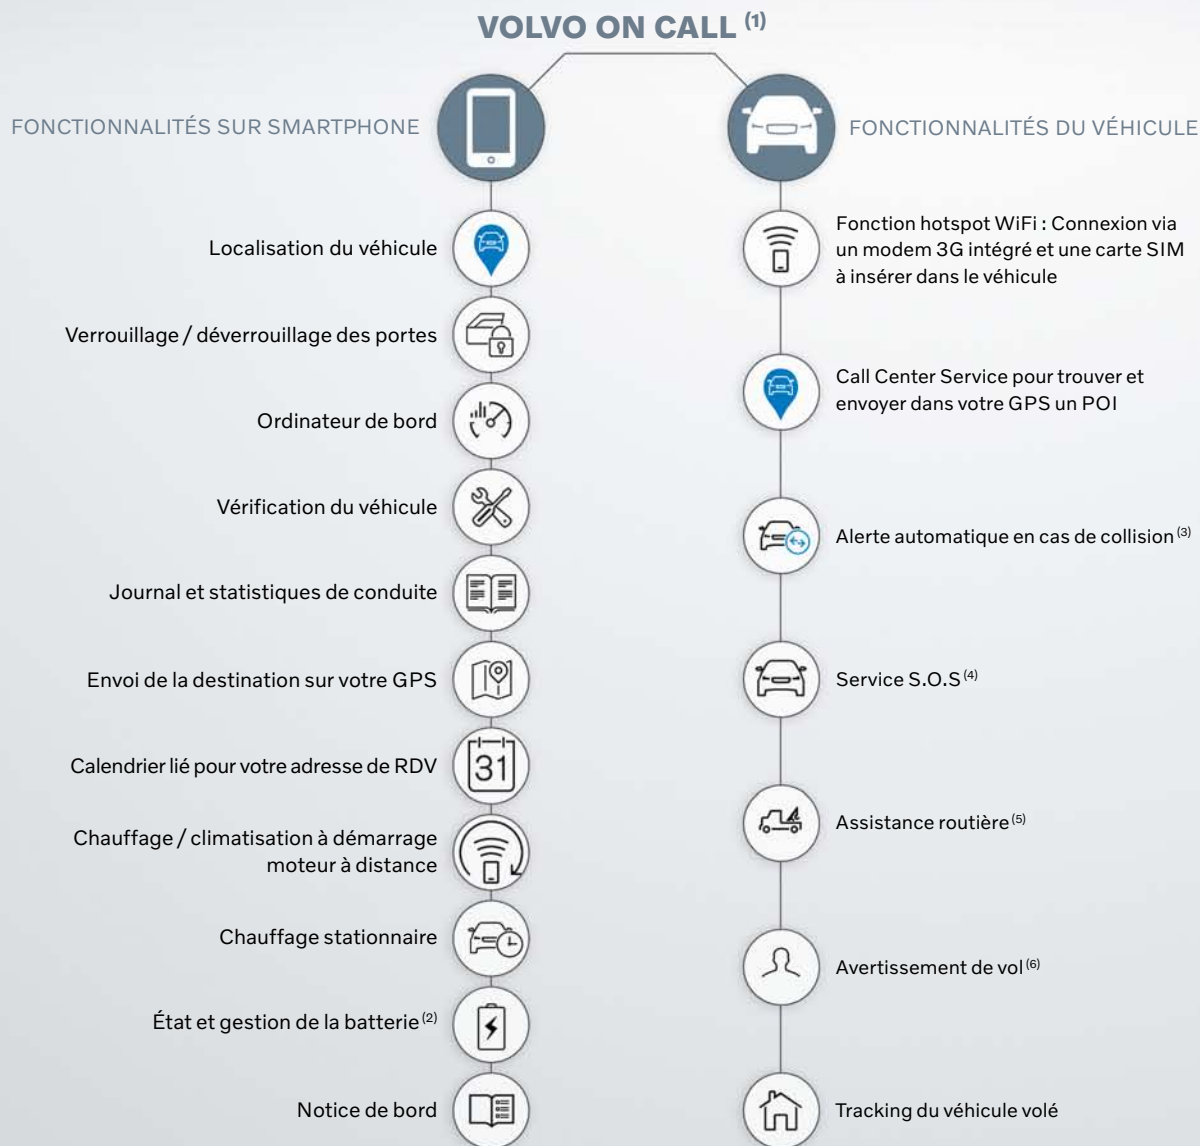 VOLVO ON CALL (1)
FONCTIONNALITÉS SUR SMARTPHONE
Localisation du véhicule
Verrouillage / déverrouillage des portes
Ordinateur de bord
Vérification du véhicule
Journal et statistiques de conduite
Envoi de la destination sur votre GPS
Calendrier lié pour votre adresse de RDV
31
Chauffage / climatisation à démarrage
moteur à distance
Chauffage stationnaire
État et gestion de la batterie (2)
Notice de bord
FONCTIONNALITÉS DU VÉHICULE
Fonction hotspot WiFi : Connexion via
un modem 3G intégré et une carte SIM
à insérer dans le véhicule
Call Center Service pour trouver et
envoyer dans votre GPS un POI
Alerte automatique en cas de collision (3)
Service S.O.S (4)
Assistance routière (5)
Avertissement de vol (6)
Tracking du véhicule volé